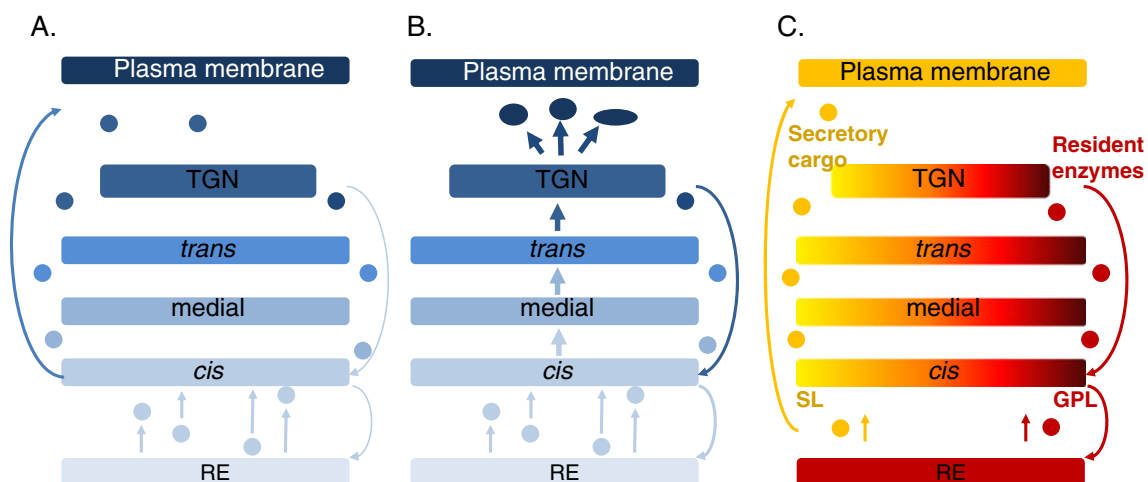 A.
Plasma membrane
TGN
trans
medial
cis
RE
B.
Plasma membrane
TGN
trans
medial
cis
RE
C.
Plasma membrane
Secretory
cargo
Resident
enzymes
TGN
trans
medial
cis
SL
GPL
RE